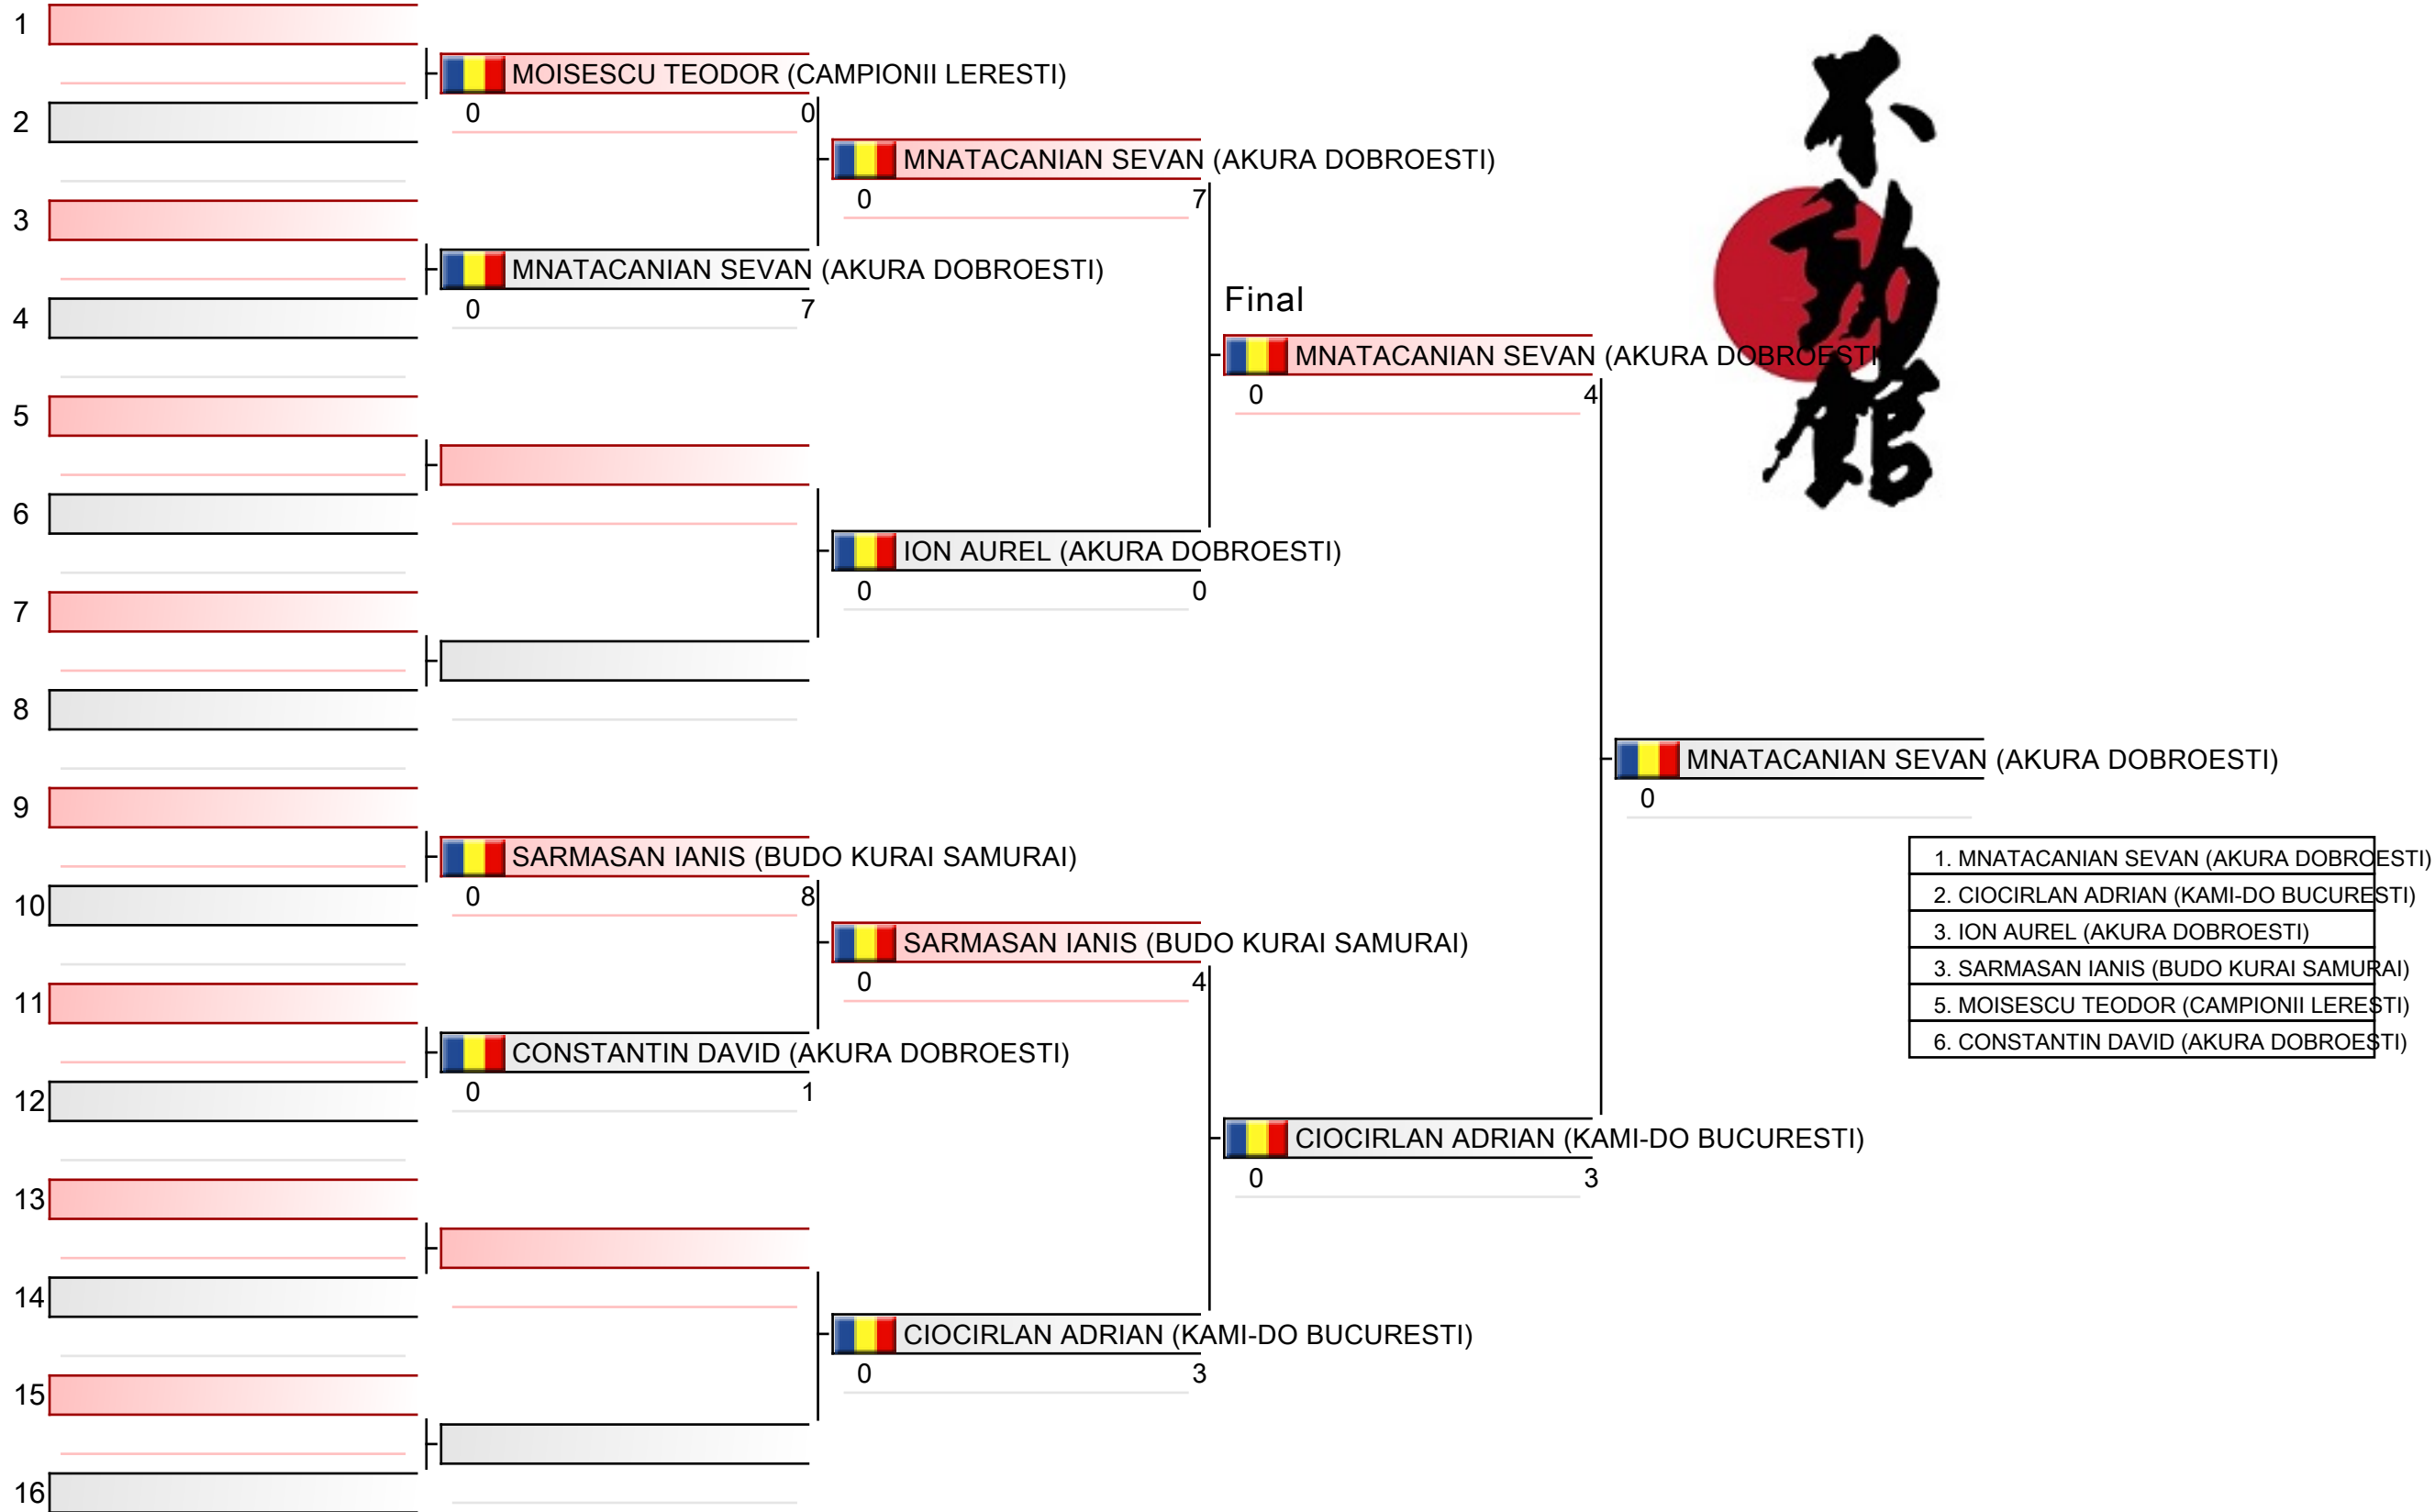 1
MOISESCU TEODOR (CAMPIONII LERESTI)
0 0
2
MNATACANIAN SEVAN (AKURA DOBROESTI)
0 7
3
MNATACANIAN SEVAN (AKURA DOBROESTI)
0 7
4
Final
MNATACANIAN SEVAN (AKURA DOBROESTI
0 4
5
6
ION AUREL (AKURA DOBROESTI)
0 0
7
8
MNATACANIAN SEVAN (AKURA DOBROESTI)
0
9
SARMASAN IANIS (BUDO KURAI SAMURAI)
0 8
10
SARMASAN IANIS (BUDO KURAI SAMURAI)
0 4
11
CONSTANTIN DAVID (AKURA DOBROESTI)
0 1
12
CIOCIRLAN ADRIAN (KAMI-DO BUCURESTI)
0 3
13
14
CIOCIRLAN ADRIAN (KAMI-DO BUCURESTI)
0 3
15
16
不動館
1. MNATACANIAN SEVAN (AKURA DOBROESTI)
2. CIOCIRLAN ADRIAN (KAMI-DO BUCURESTI)
3. ION AUREL (AKURA DOBROESTI)
3. SARMASAN IANIS (BUDO KURAI SAMURAI)
5. MOISESCU TEODOR (CAMPIONII LERESTI)
6. CONSTANTIN DAVID (AKURA DOBROESTI)